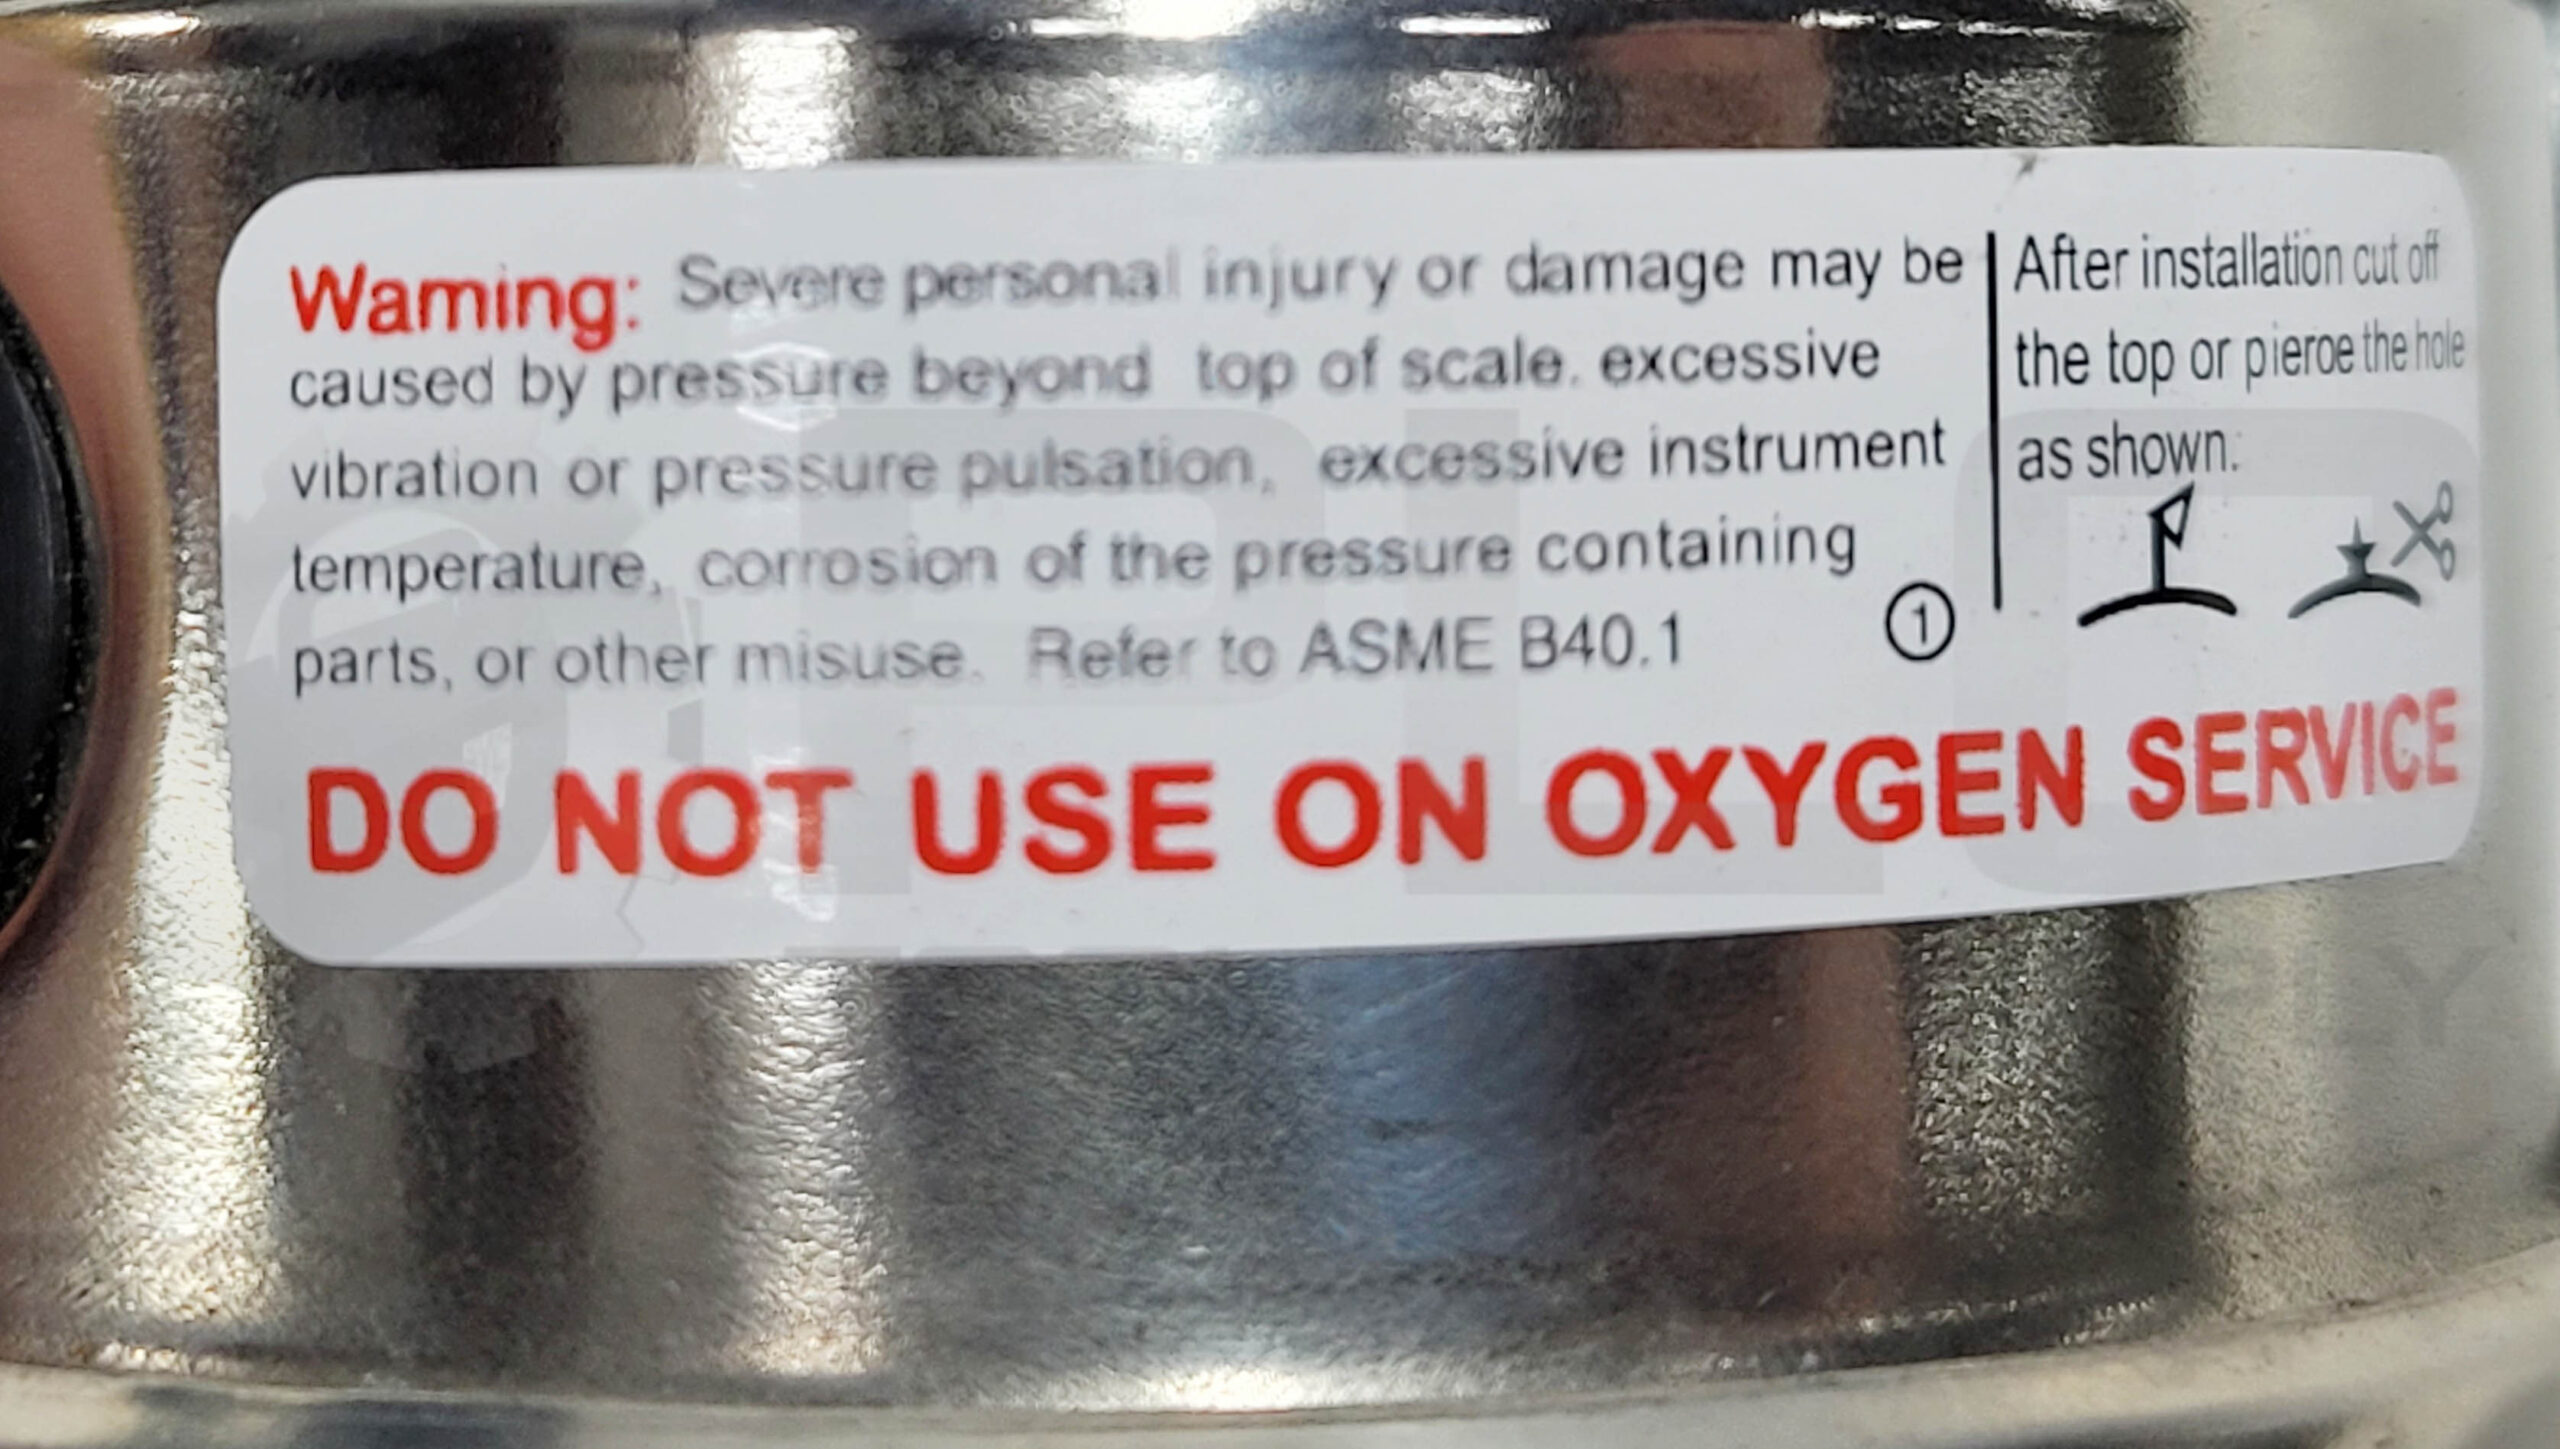 Warning: Severe personal injury or damage may be
caused by pressure beyond top of scale. excessive
vibration or pressure pulsation, excessive instrument
temperature, corrosion of the pressure containing
parts, or other misuse. Refer to ASME B40.1
①
After installation cut off
the top or pierce the hole
as shown:
DO NOT USE ON OXYGEN SERVICE